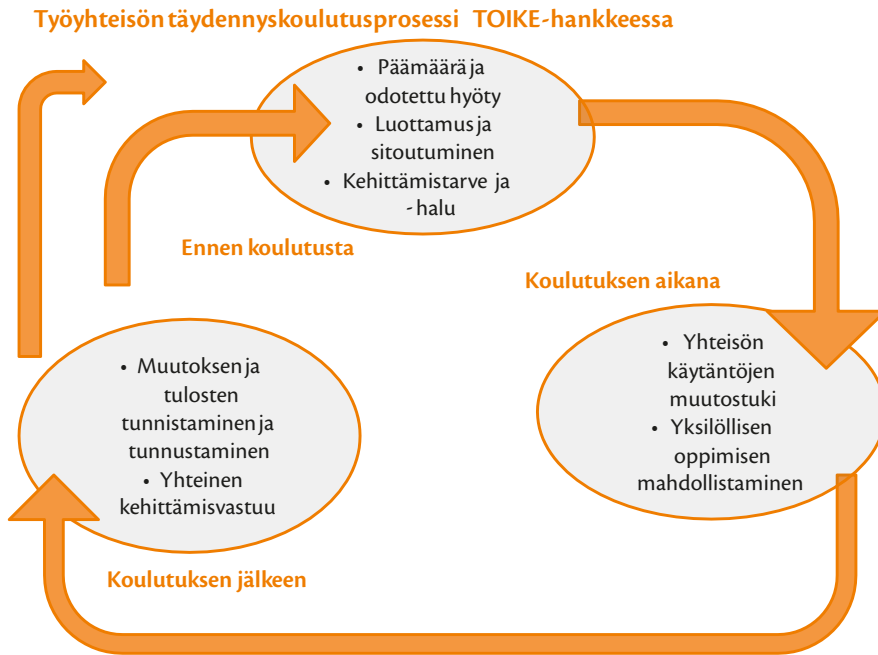 Työyhteisön täydennyskoulutusprosessi TOIKE-hankkeessa
• Päämäärä ja
odotettu hyöty
• Luottamus ja
sitoutuminen
• Kehittämistarve ja
-halu
Ennen koulutusta
Koulutuksen aikana
• Yhteisön
käytäntöjen
muutostuki
• Yksilöllisen
oppimisen
mahdollistaminen
• Muutoksen ja
tulosten
tunnistaminen ja
tunnustaminen
• Yhteinen
kehittämisvastuu
Koulutuksen jälkeen